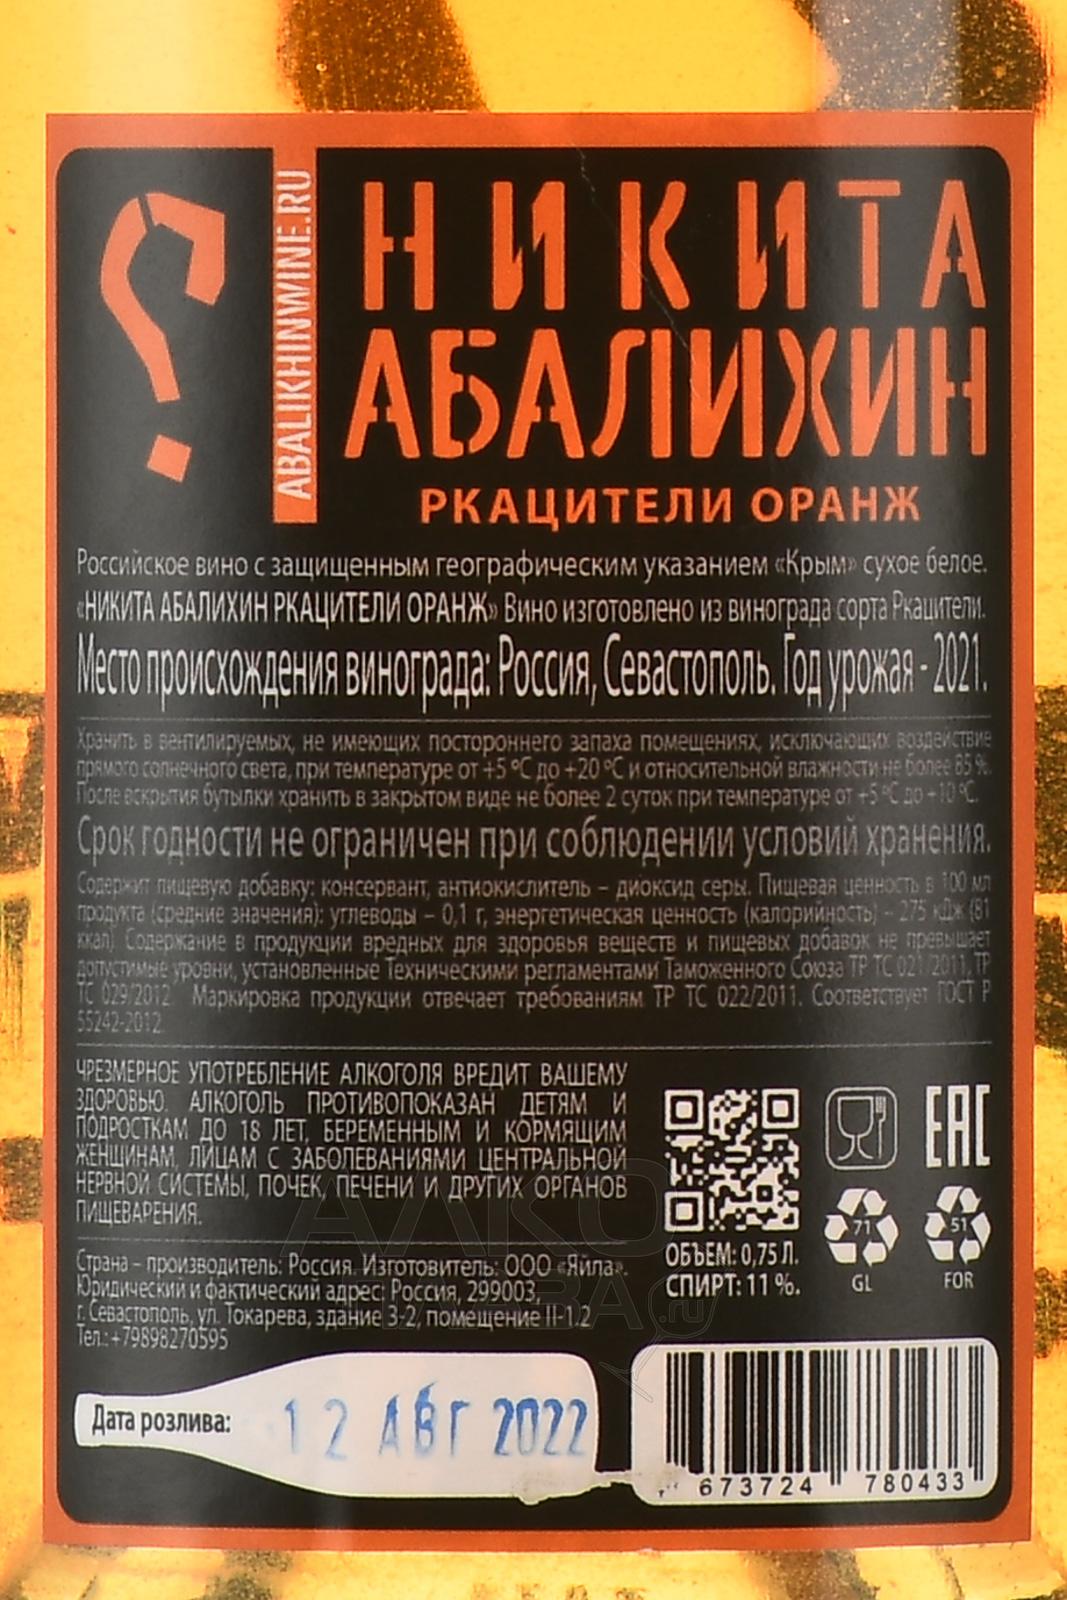 ABALIKHINWINE.RU
НИКИТА
АБАЛИХИН
РКАЦИТЕЛИ ОРАНЖ
Российское вино с защищенным географическим указанием «Крым» сухое белое.
«НИКИТА АБАЛИХИН РКАЦИТЕЛИ ОРАНЖ» Вино изготовлено из винограда сорта Ркацители.
Место происхождения винограда: Россия, Севастополь. Год урожая - 2021.
Хранить в вентилируемых, не имеющих постороннего запаха помещениях, исключающих воздействие
прямого солнечного света, при температуре от +5 °С до +20 °С и относительной влажности не более 85 %.
После вскрытия бутылки хранить в закрытом виде не более 2 суток при температуре от +5 °С до +10 °С.
Срок годности не ограничен при соблюдении условий хранения.
Содержит пищевую добавку: консервант, антиокислитель – диоксид серы. Пищевая ценность в 100 мл
продукта (средние значения): углеводы – 0,1 г, энергетическая ценность (калорийность) – 275 кДж (81
ккал). Содержание в продукции вредных для здоровья веществ и пищевых добавок не превышает
допустимые уровни, установленные Техническими регламентами Таможенного Союза ТР ТС 021/2011, ТР
ТС 029/2012. Маркировка продукции отвечает требованиям ТР ТС 022/2011. Соответствует ГОСТ Р
55242-2012.
ЧРЕЗМЕРНОЕ УПОТРЕБЛЕНИЕ АЛКОГОЛЯ ВРЕДИТ ВАШЕМУ
ЗДОРОВЬЮ. АЛКОГОЛЬ ПРОТИВОПОКАЗАН ДЕТЯМ И
ПОДРОСТКАМ ДО 18 ЛЕТ, БЕРЕМЕННЫМ И КОРМЯЩИМ
ЖЕНЩИНАМ, ЛИЦАМ С ЗАБОЛЕВАНИЯМИ ЦЕНТРАЛЬНОЙ
НЕРВНОЙ СИСТЕМЫ, ПОЧЕК, ПЕЧЕНИ И ДРУГИХ ОРГАНОВ
ПИЩЕВАРЕНИЯ.
Страна – производитель: Россия. Изготовитель: ООО «Яйла».
Юридический и фактический адрес: Россия, 299003,
г. Севастополь, ул. Токарева, здание 3-2, помещение II-1.2
Тел.: +79898270595
EAC
71
GL
51
FOR
ОБЪЕМ: 0,75 Л.
СПИРТ: 11 %.
АЛКО
СЛАВА.ru
Дата розлива:
12 АВГ 2022
673724 780433